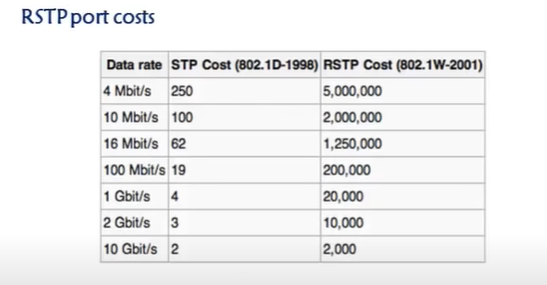 RSTP port costs
Data rate STP Cost (802.1D-1998) RSTP Cost (802.1W-2001)
4 Mbit/s 250 5,000,000
10 Mbit/s 100 2,000,000
16 Mbit/s 62 1,250,000
100 Mbit/s 19 200,000
1 Gbit/s 4 20,000
2 Gbit/s 3 10,000
10 Gbit/s 2 2,000